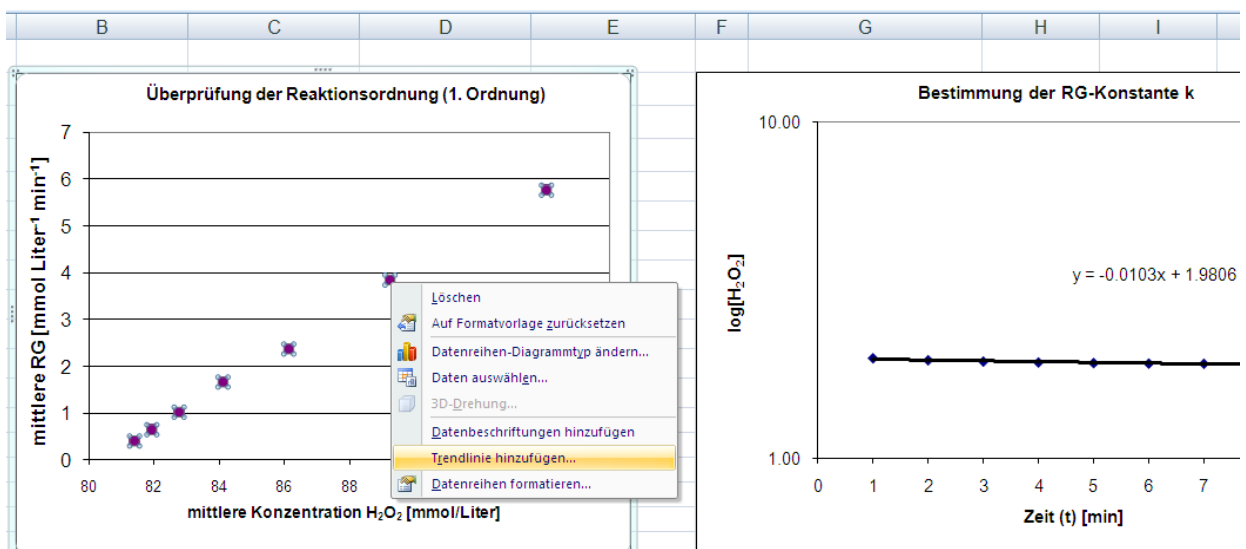 B C D E F G H I
Überprüfung der Reaktionsordnung (1. Ordnung)
mittlere RG [mmol Liter⁻¹ min⁻¹]
7
6
5
4
3
2
1
0
80 82 84 86 88
mittlere Konzentration H₂O₂ [mmol/Liter]
Löschen
Auf Formatvorlage zurücksetzen
Datenreihen-Diagrammtyp ändern...
Daten auswählen...
3D-Drehung...
Datenbeschriftungen hinzufügen
Trendlinie hinzufügen...
Datenreihen formatieren...
Bestimmung der RG-Konstante k
log[H₂O₂]
10.00
y = -0.0103x + 1.9806
1.00
0 1 2 3 4 5 6 7
Zeit (t) [min]